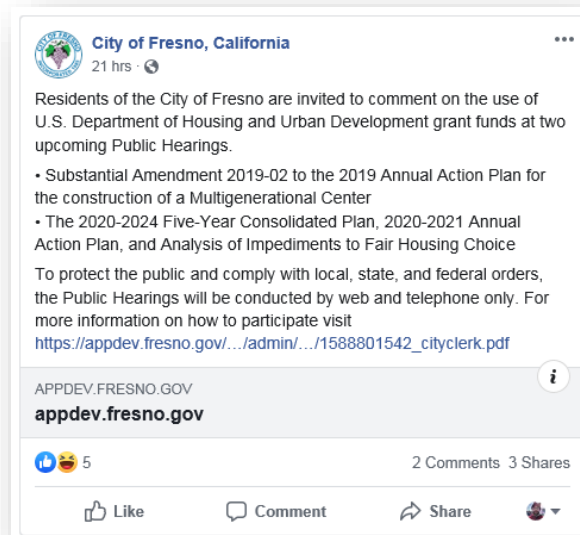 City of Fresno, California
21 hrs ·
Residents of the City of Fresno are invited to comment on the use of
U.S. Department of Housing and Urban Development grant funds at two
upcoming Public Hearings.
• Substantial Amendment 2019-02 to the 2019 Annual Action Plan for
the construction of a Multigenerational Center
• The 2020-2024 Five-Year Consolidated Plan, 2020-2021 Annual
Action Plan, and Analysis of Impediments to Fair Housing Choice
To protect the public and comply with local, state, and federal orders,
the Public Hearings will be conducted by web and telephone only. For
more information on how to participate visit
https://appdev.fresno.gov/…/admin/…/1588801542_cityclerk.pdf
i
APPDEV.FRESNO.GOV
appdev.fresno.gov
5
2 Comments 3 Shares
Like Comment Share